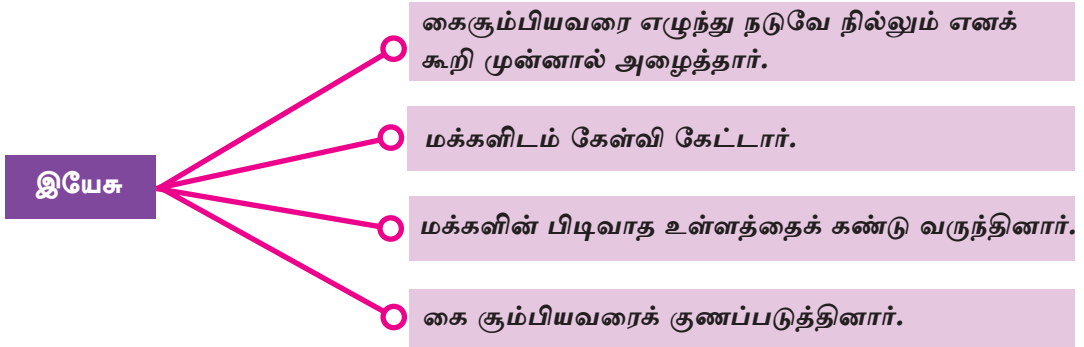 கைசூம்பியவரை எழுந்து நடுவே நில்லும் எனக்
கூறி முன்னால் அழைத்தார்.
மக்களிடம் கேள்வி கேட்டார்.
இயேசு
மக்களின் பிடிவாத உள்ளத்தைக் கண்டு வருந்தினார்.
கை சூம்பியவரைக் குணப்படுத்தினார்.